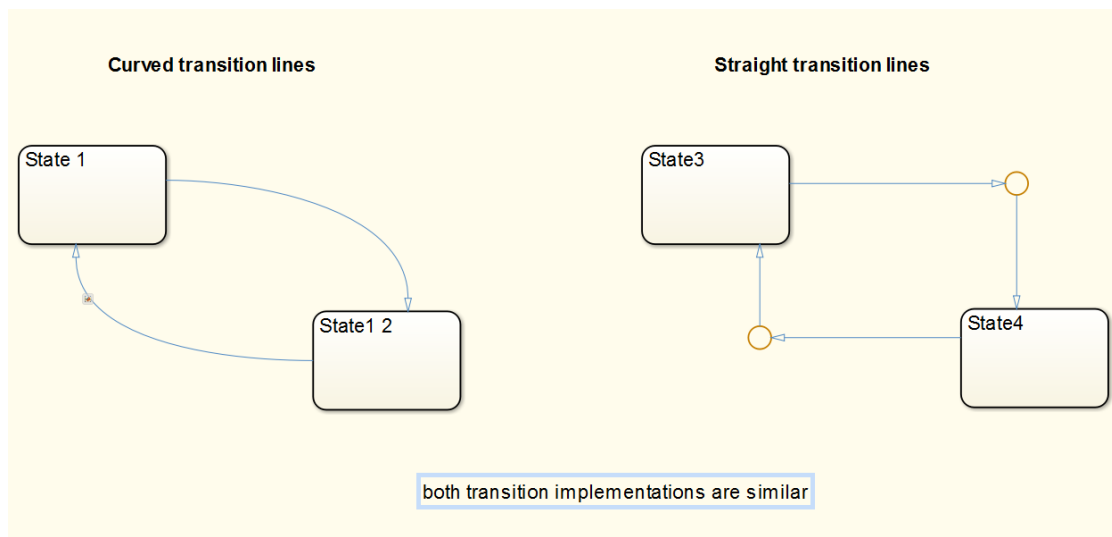 Curved transition lines
Straight transition lines
State 1
State3
State1 2
State4
both transition implementations are similar